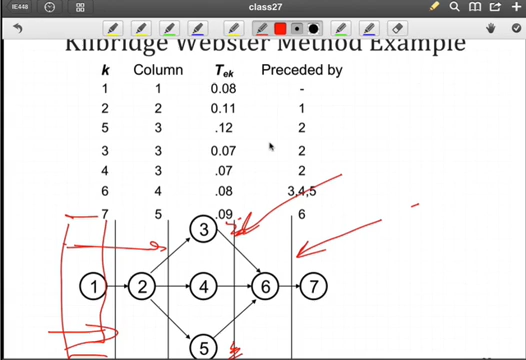 IE448
class27
Kilbridge Webster Method Example
k Column Tek Preceded by
1 1 0.08 -
2 2 0.11 1
5 3 .12 2
3 3 0.07 2
4 3 .07 2
6 4 .08 3,4,5
7 5 .09 6
3
1 2 4 6 7
5